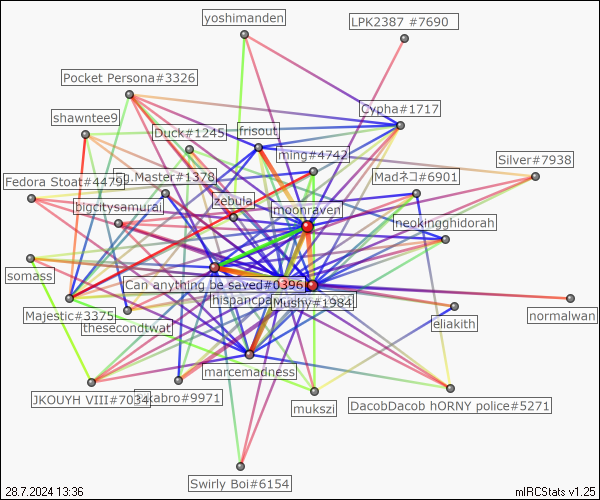 yoshimanden
LPK2387 #7690
Pocket Persona#3326
Cypha#1717
shawntee9
Duck#1245
frisout
ming#4742
Silver#7938
Fedora Stoat#4479
g.Master#1378
Madネコ#6901
bigcitysamurai
zebula
moonraven
neokingghidorah
somass
Can anything be saved#0396
hispancpa
Mushy#1984
Majestic#3375
thesecondtwat
eliakith
normalwan
marcemadness
JKOUYH VIII#7034
kabro#9971
mukszi
DacobDacob hORNY police#5271
Swirly Boi#6154
28.7.2024 13:36
mIRCStats v1.25